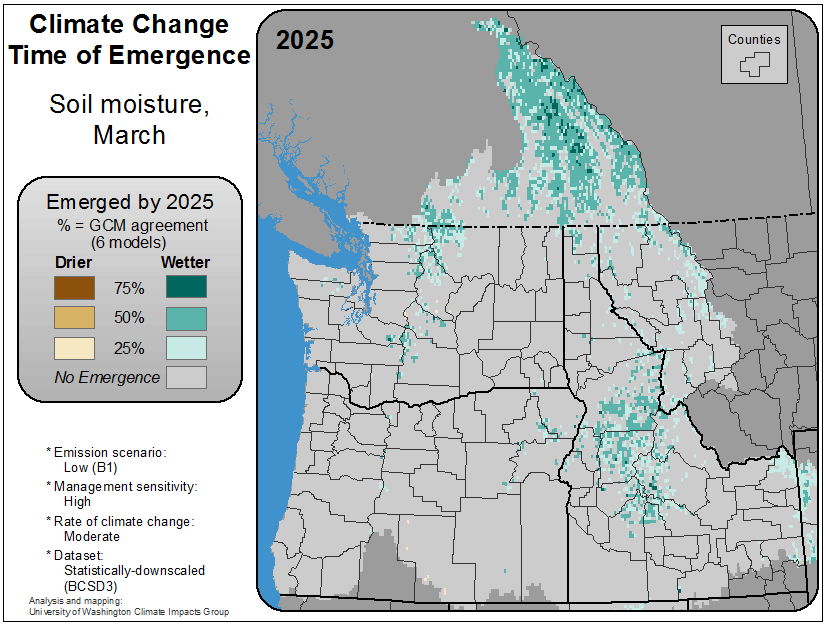 Climate Change
Time of Emergence
Soil moisture,
March
Emerged by 2025
% = GCM agreement
(6 models)
Drier Wetter
75%
50%
25%
No Emergence
* Emission scenario:
Low (B1)
* Management sensitivity:
High
* Rate of climate change:
Moderate
* Dataset:
Statistically-downscaled
(BCSD3)
Analysis and mapping:
University of Washington Climate Impacts Group
2025
Counties